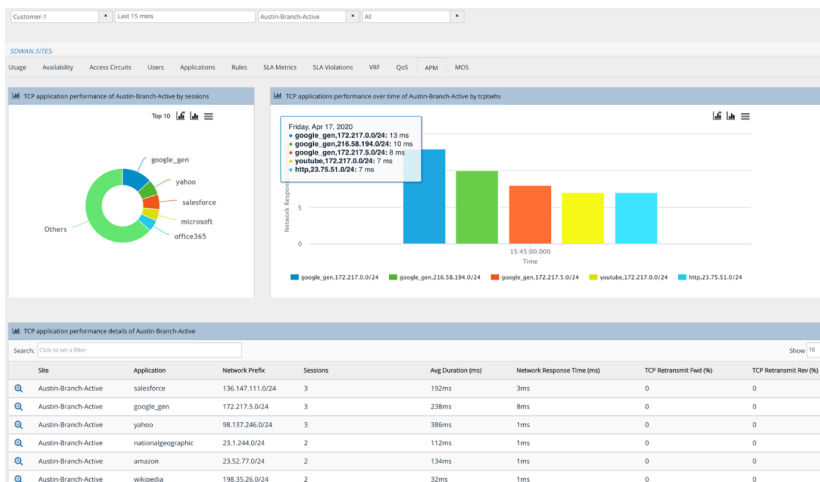 Customer-1 Last 15 mins Austin-Branch-Active All
SDWAN.SITES:
Usage Availability Access Circuits Users Applications Rules SLA Metrics SLA Violations VRF QoS APM MOS
TCP application performance of Austin-Branch-Active by sessions
Top 10
google_gen
yahoo
salesforce
microsoft
office365
Others
TCP applications performance over time of Austin-Branch-Active by tcptwhs
Friday, Apr 17, 2020
google_gen,172.217.0.0/24: 13 ms
google_gen,216.58.194.0/24: 10 ms
google_gen,172.217.5.0/24: 8 ms
youtube,172.217.0.0/24: 7 ms
http,23.75.51.0/24: 7 ms
Network Respon
5
0
15:45:00.000
Time
google_gen,172.217.0.0/24 google_gen,216.58.194.0/24 google_gen,172.217.5.0/24 youtube,172.217.0.0/24 http,23.75.51.0/24
TCP application performance details of Austin-Branch-Active
Search: Click to set a filter Show 10
Site Application Network Prefix Sessions Avg Duration (ms) Network Response Time (ms) TCP Retransmit Fwd (%) TCP Retransmit Rev (%)
Austin-Branch-Active salesforce 136.147.111.0/24 3 192ms 3ms 0 0
Austin-Branch-Active google_gen 172.217.5.0/24 3 238ms 8ms 0 0
Austin-Branch-Active yahoo 98.137.246.0/24 3 386ms 1ms 0 0
Austin-Branch-Active nationalgeographic 23.1.244.0/24 2 112ms 1ms 0 0
Austin-Branch-Active amazon 23.52.77.0/24 2 134ms 1ms 0 0
Austin-Branch-Active wikipedia 198.35.26.0/24 2 32ms 1ms 0 0